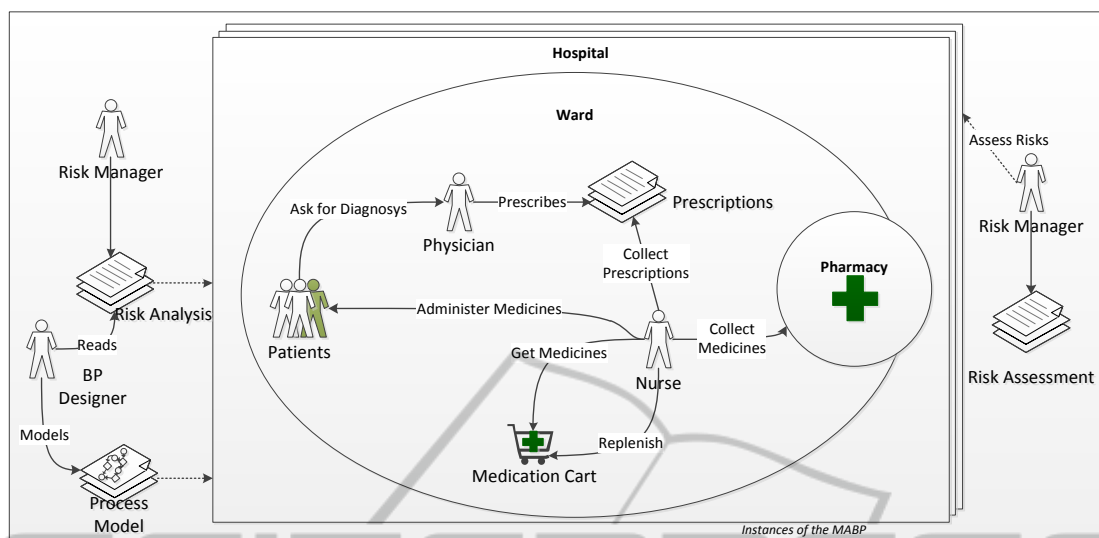 Hospital
Ward
Risk Manager
Assess Risks
Risk Manager
Ask for Diagnosys
Prescribes
Prescriptions
Physician
Collect
Prescriptions
Pharmacy
Risk Analysis
Administer Medicines
Collect
Medicines
Reads
Patients
Get Medicines
Nurse
BP
Designer
Risk Assessment
Models
Replenish
Medication Cart
Process
Model
Instances of the MABP